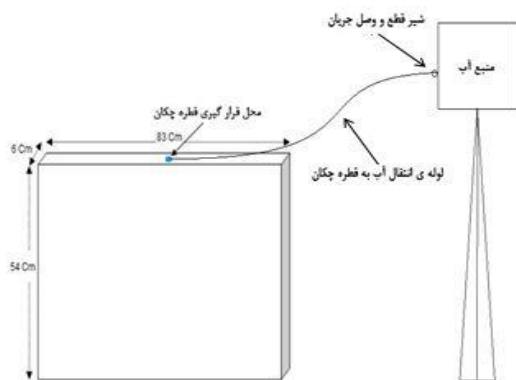 شیر قطع و وصل جریان
منبع آب
محل قرار گیری قطره چکان
83 Cm
6 Cm
لوله ی انتقال آب به قطره چکان
54 Cm